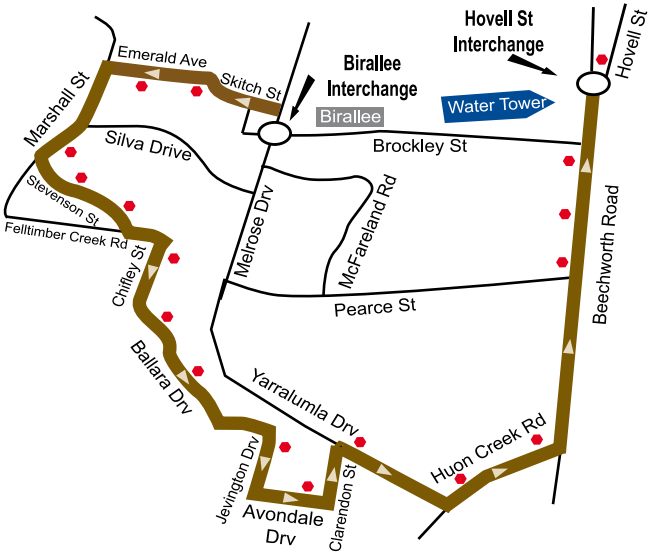 Hovell St
Interchange
Hovell St
Emerald Ave
Skitch St
Birallee
Interchange
Birallee
Water Tower
Marshall St
Silva Drive
Brockley St
Stevenson St
Felltimber Creek Rd
Melrose Drv
McFareland Rd
Chifley St
Beechworth Road
Pearce St
Ballara Drv
Yarralumla Drv
Huon Creek Rd
Jevington Drv
Avondale
Drv
Clarendon St